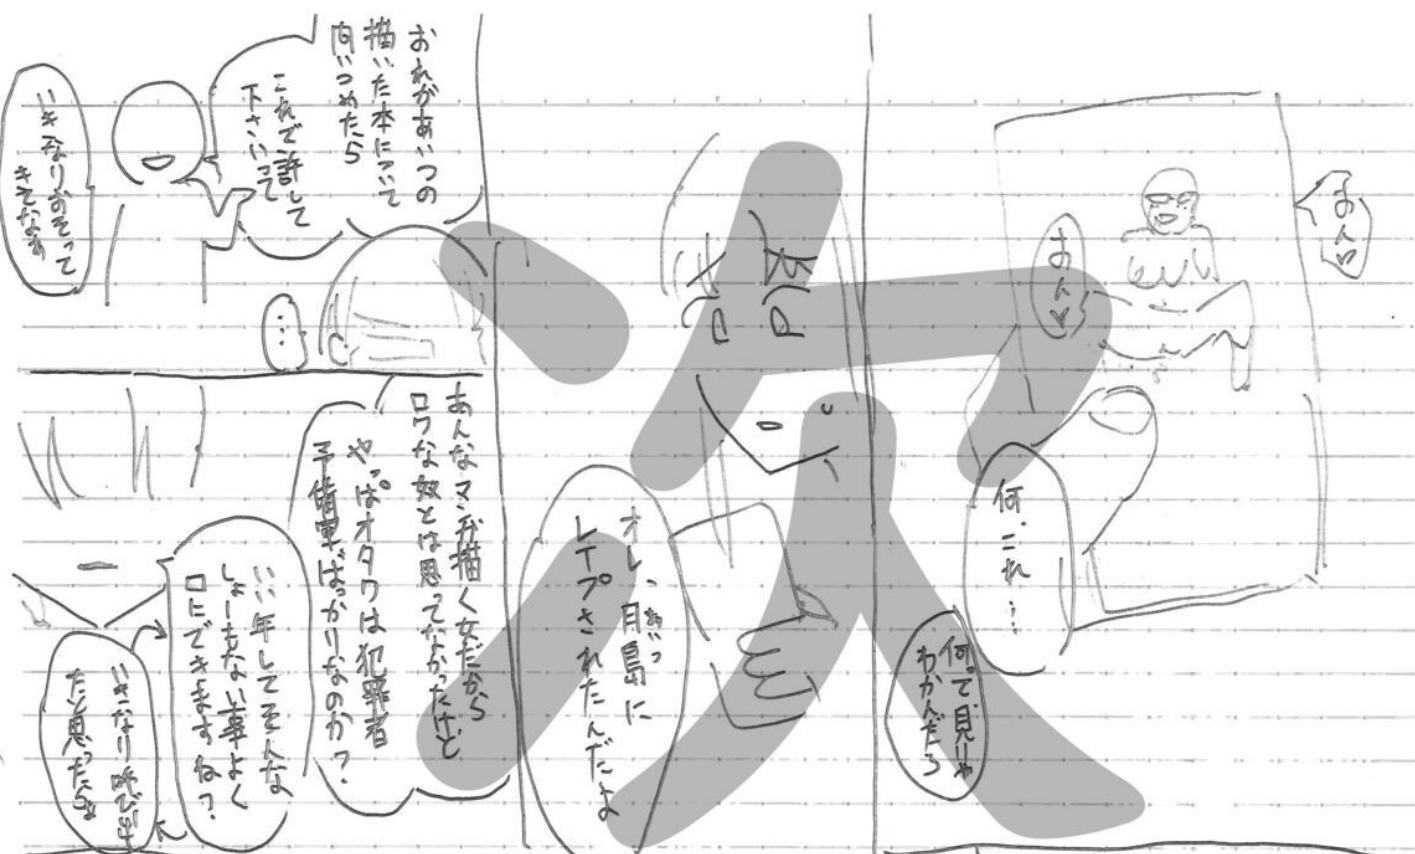 あん♡
あん♡
何、これ…
何って見りゃ
わかんだろ
オレ、月島に
あいつ
レイプされたんだよ
おれがあいつの
描いた本について
問いつめたら
これで許して
下さいって
いきなりおそって
きてなぁ
…
あんなマンガ描く女だから
ロクな奴とは思ってなかったけど
やっぱオタクは犯罪者
予備軍ばっかりなのか?
いい年してそんな
しょーもない事よく
口にできますね?
いきなり呼び出
たと思ったら
次